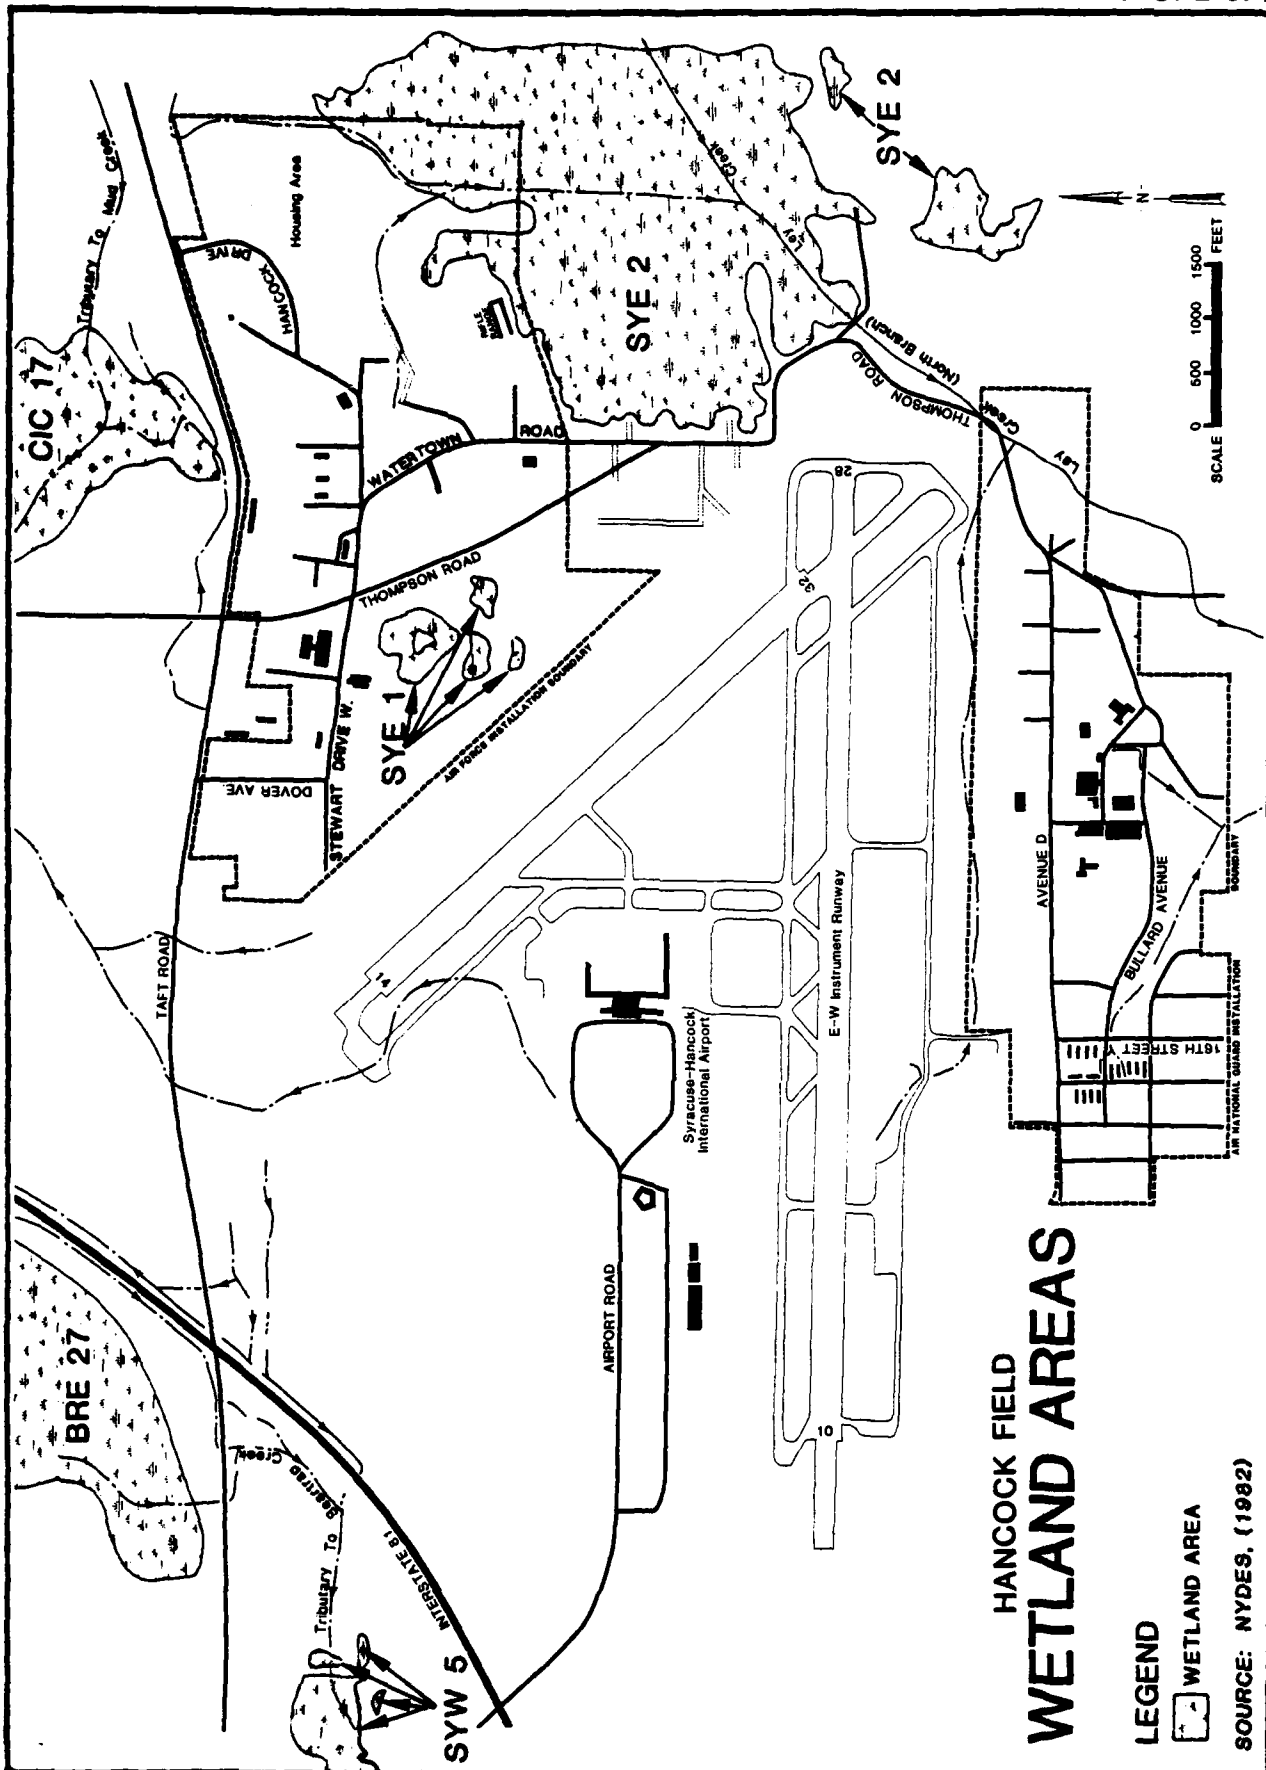 HANCOCK FIELD
WETLAND AREAS
LEGEND
WETLAND AREA
SOURCE: NYDES, (1982)
BRE 27
CIC 17
SYW 5
SYE 1
SYE 2
SYE 2
Tributary To Beartrap
Creek
Tributary To Mud Creek
INTERSTATE 81
TAFT ROAD
AIRPORT ROAD
DOVER AVE.
STEWART DRIVE W.
THOMPSON ROAD
HANCOCK
DRIVE
Housing Area
WATERTOWN
ROAD
RIFLE
RANGE
AIR FORCE INSTALLATION BOUNDARY
Syracuse-Hancock
International Airport
E-W Instrument Runway
10
14
28
32
Ley
Creek
THOMPSON
ROAD
(North Branch)
Ley
Creek
AVENUE D
BULLARD AVENUE
16TH STREET
AIR NATIONAL GUARD INSTALLATION
BOUNDARY
N
SCALE
0
500
1000
1500
FEET